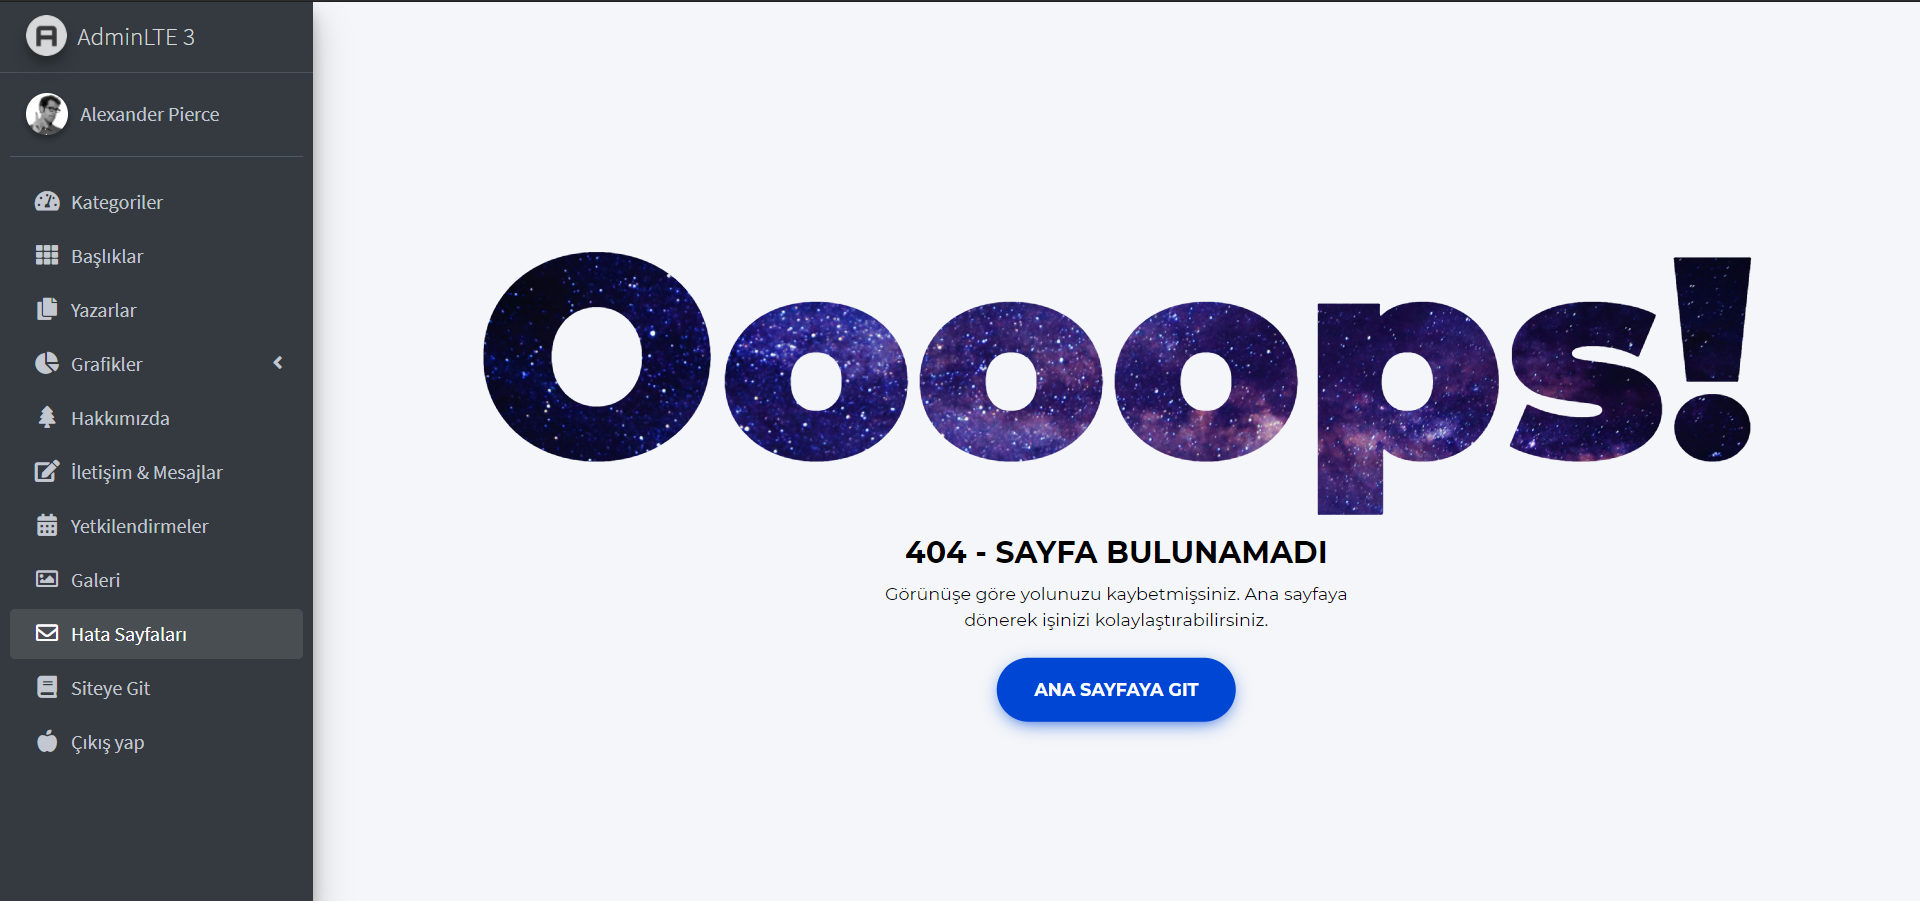 AdminLTE 3
Alexander Pierce
Kategoriler
Başlıklar
Yazarlar
Grafikler
Hakkımızda
İletişim & Mesajlar
Yetkilendirmeler
Galeri
Hata Sayfaları
Siteye Git
Çıkış yap
Oooops!
404 - SAYFA BULUNAMADI
Görünüşe göre yolunuzu kaybetmişsiniz. Ana sayfaya
dönerek işinizi kolaylaştırabilirsiniz.
ANA SAYFAYA GIT